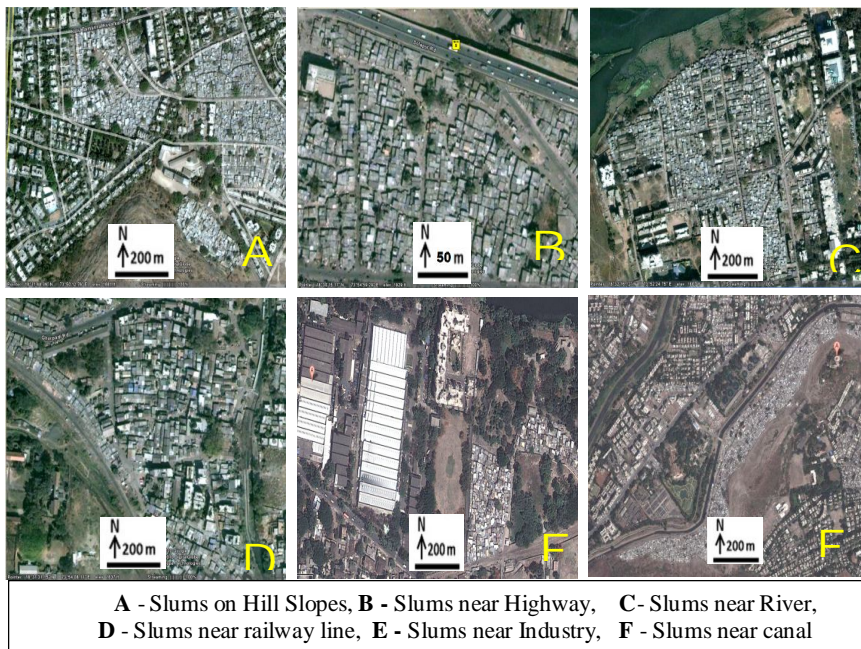 N
200 m
A
N
50 m
B
N
200 m
C
N
200 m
D
N
200 m
E
N
200 m
F
A - Slums on Hill Slopes, B - Slums near Highway, C- Slums near River,
D - Slums near railway line, E - Slums near Industry, F - Slums near canal